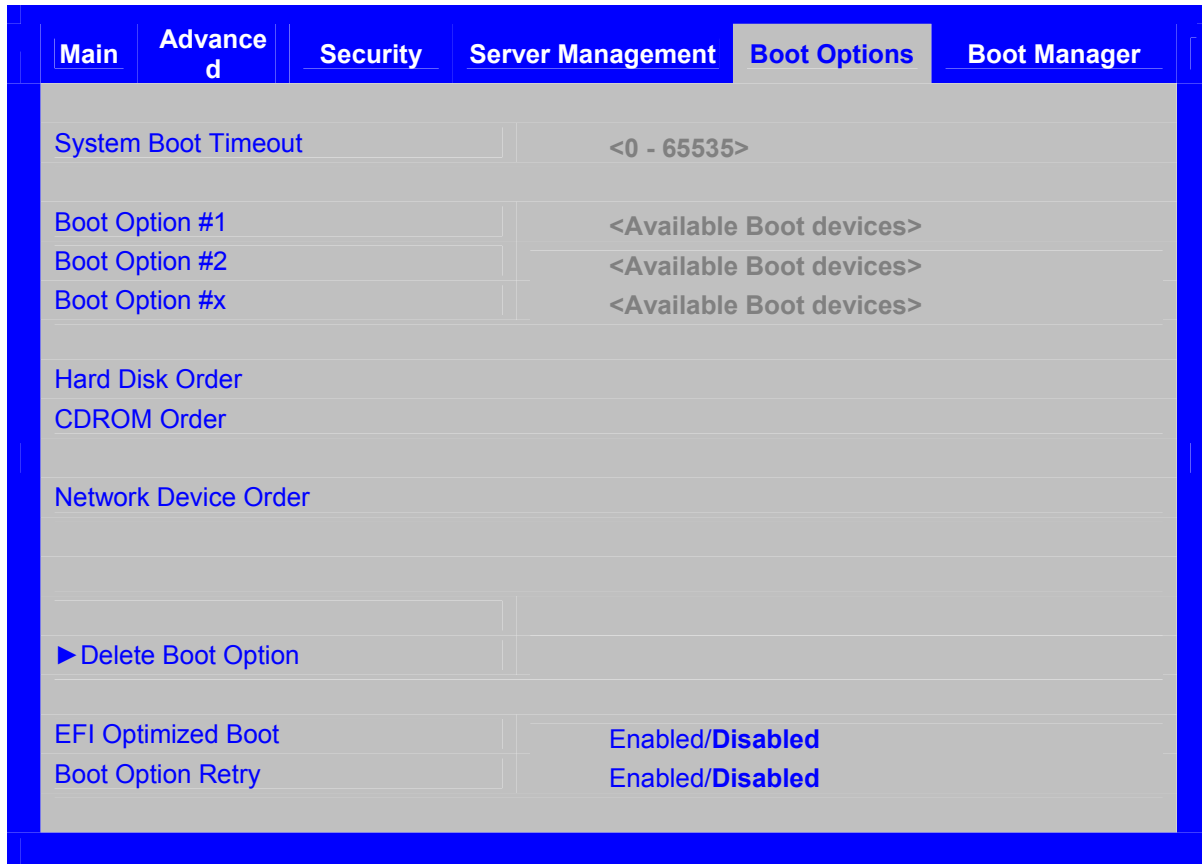 Main Advance
d Security Server Management Boot Options Boot Manager
System Boot Timeout <0 - 65535>
Boot Option #1 <Available Boot devices>
Boot Option #2 <Available Boot devices>
Boot Option #x <Available Boot devices>
Hard Disk Order
CDROM Order
Network Device Order
►Delete Boot Option
EFI Optimized Boot Enabled/Disabled
Boot Option Retry Enabled/Disabled